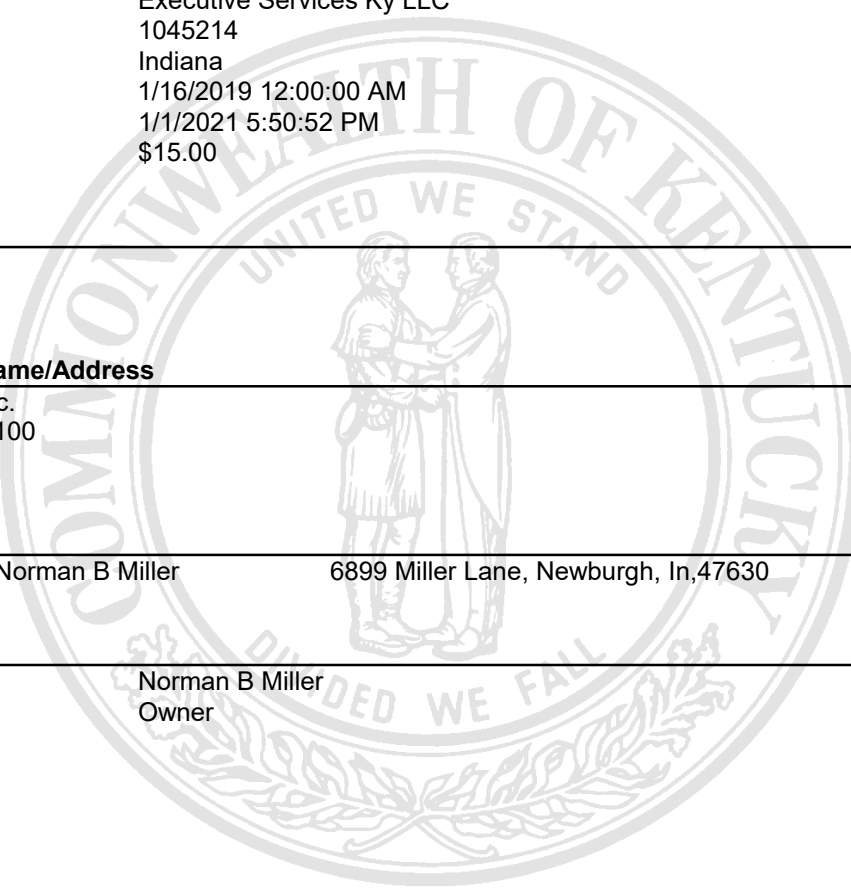 Executive Services Ky LLC
1045214
Indiana
1/16/2019 12:00:00 AM
1/1/2021 5:50:52 PM
$15.00
COMMONWEALTH OF KENTUCKY
UNITED WE STAND
ame/Address
c.
100
Norman B Miller 6899 Miller Lane, Newburgh, In,47630
Norman B Miller
Owner
DIVIDED WE FALL